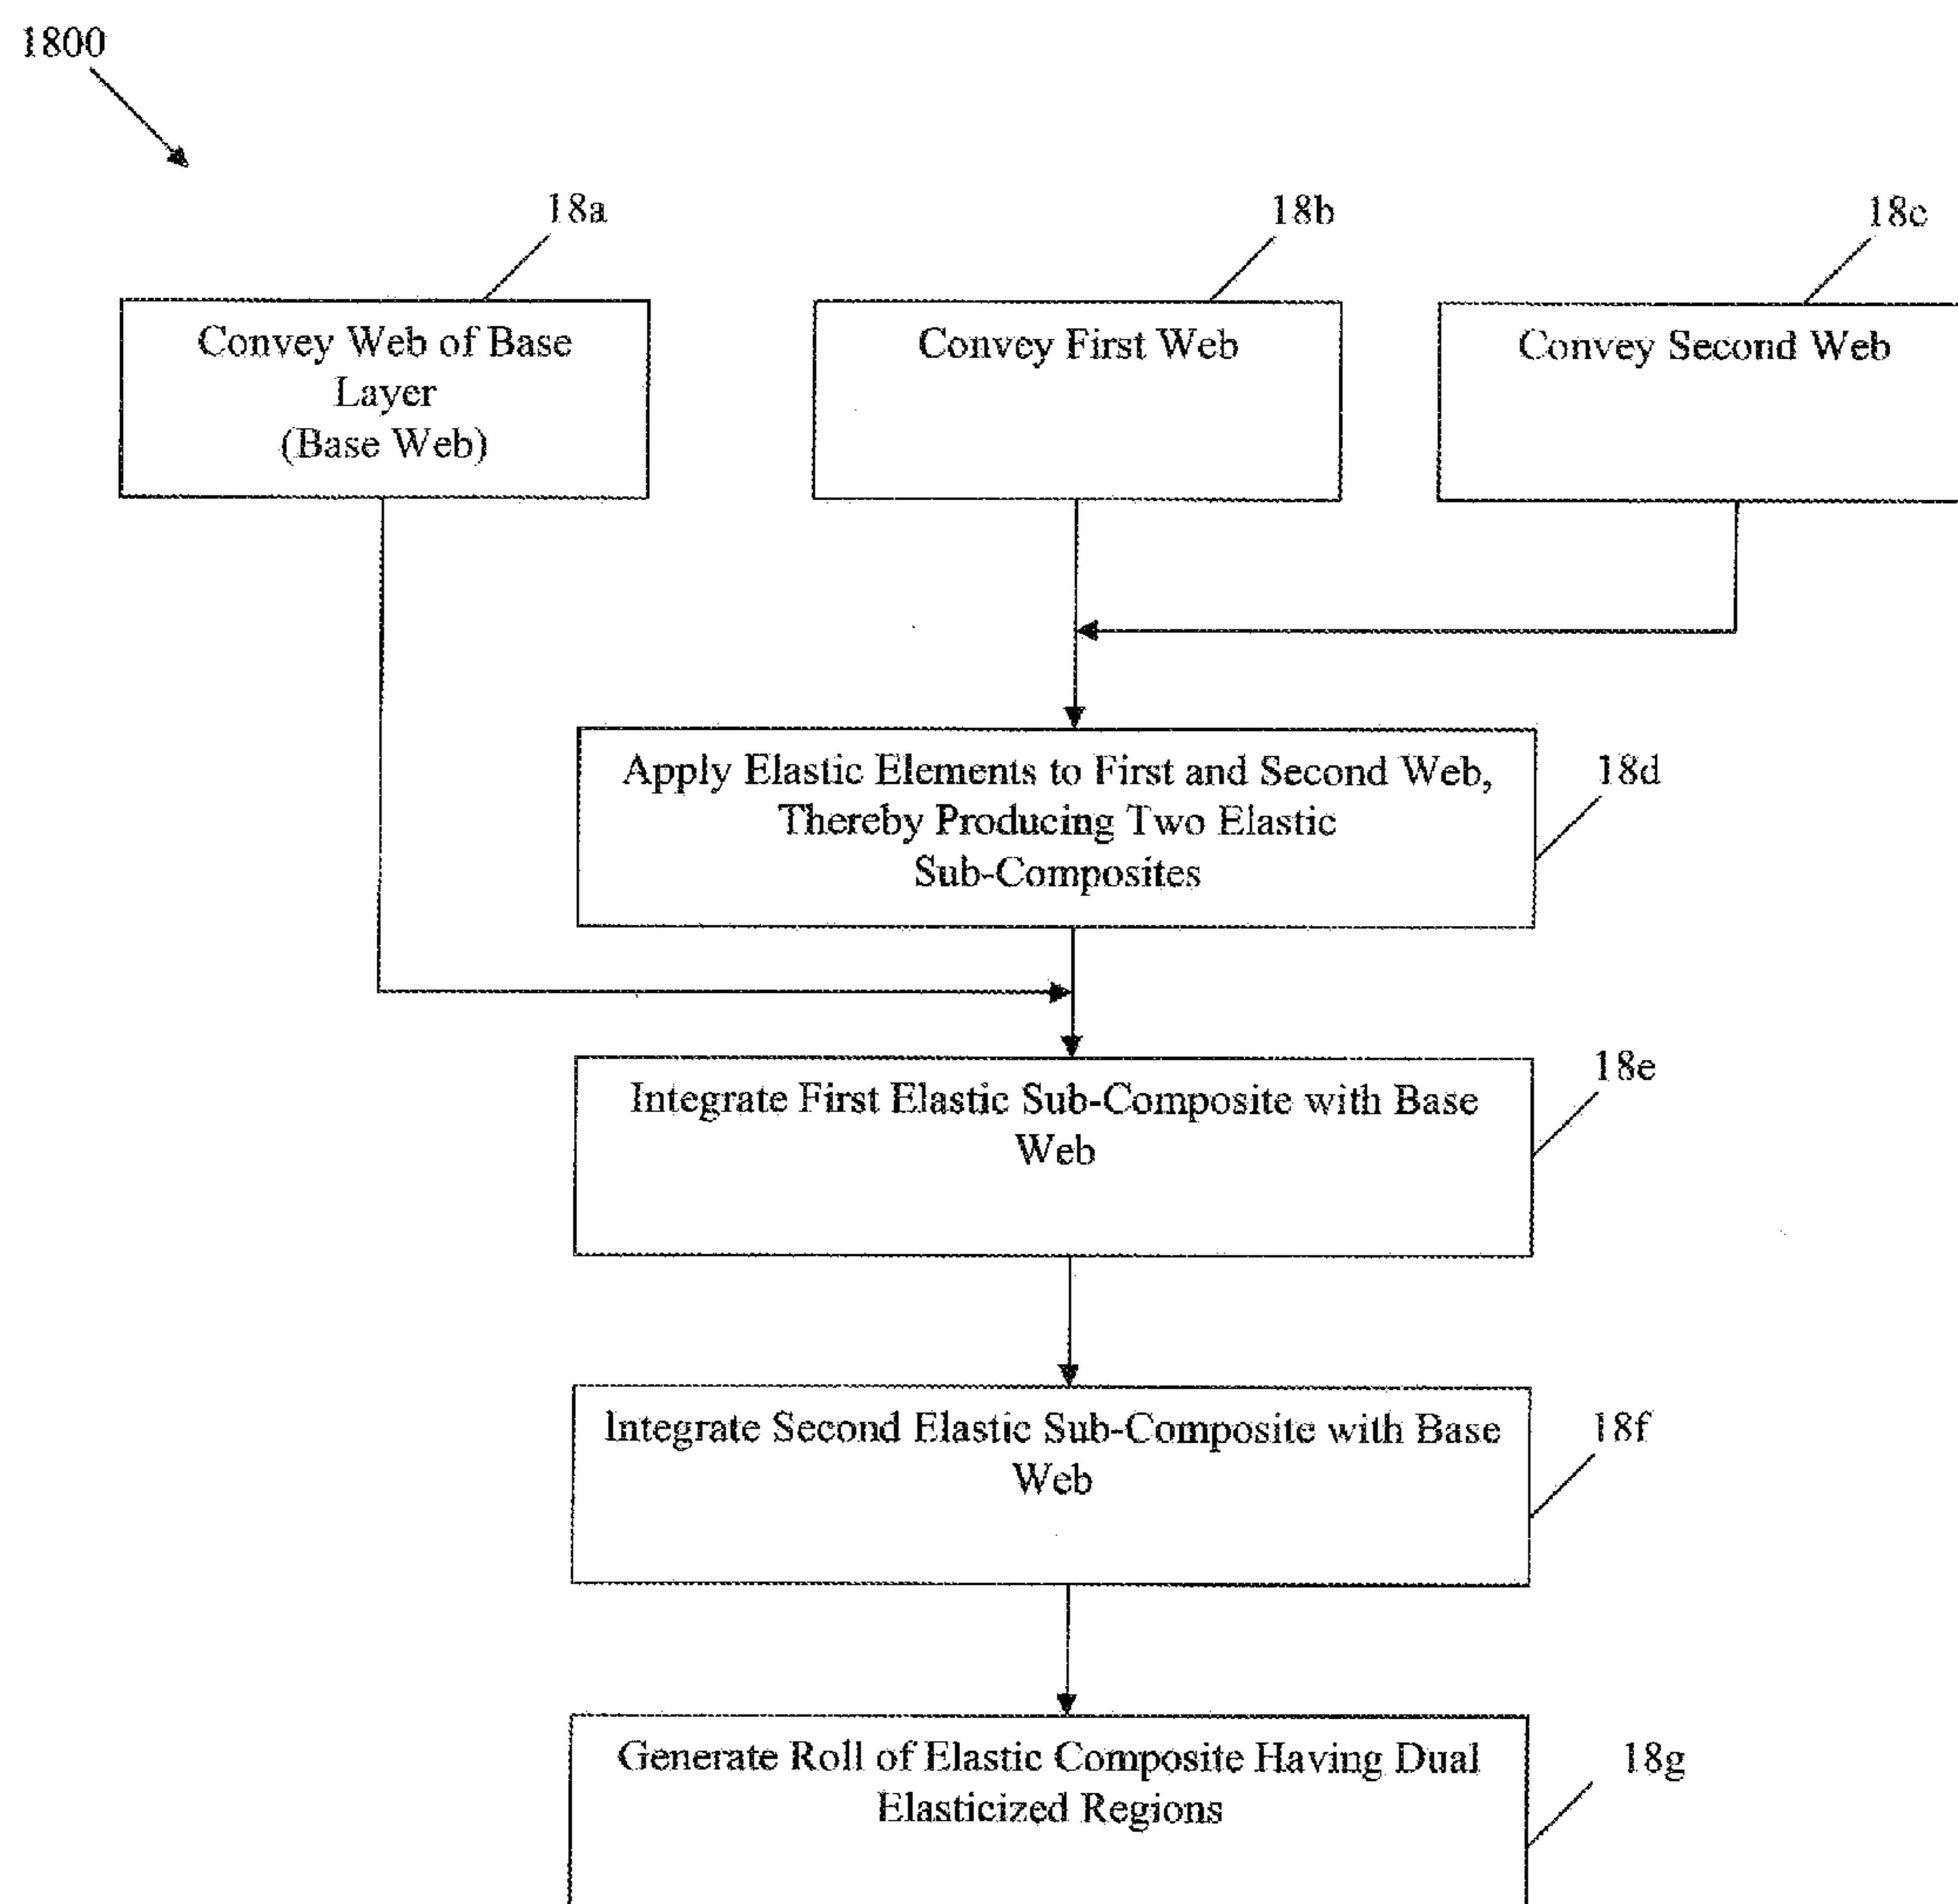 1800
18a
18b
18c
Convey Web of Base
Layer
(Base Web)
Convey First Web
Convey Second Web
Apply Elastic Elements to First and Second Web,
Thereby Producing Two Elastic
Sub-Composites
18d
Integrate First Elastic Sub-Composite with Base
Web
18e
Integrate Second Elastic Sub-Composite with Base
Web
18f
Generate Roll of Elastic Composite Having Dual
Elasticized Regions
18g